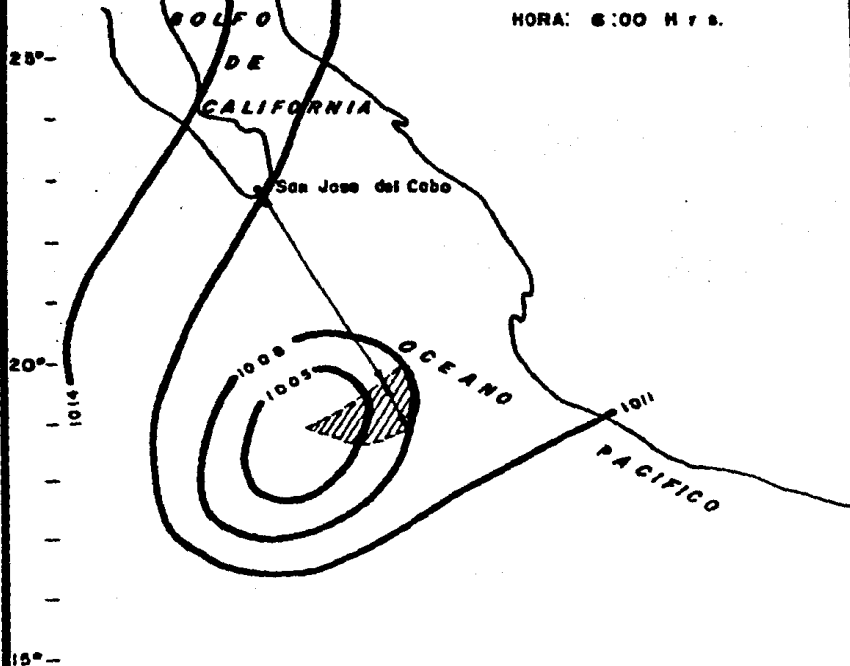 GOLFO
HORA: 6:00 Hrs.
25°
DE
CALIFORNIA
San Jose del Cabo
20°
OCEANO
1008
1005
1014
1011
PACIFICO
15°